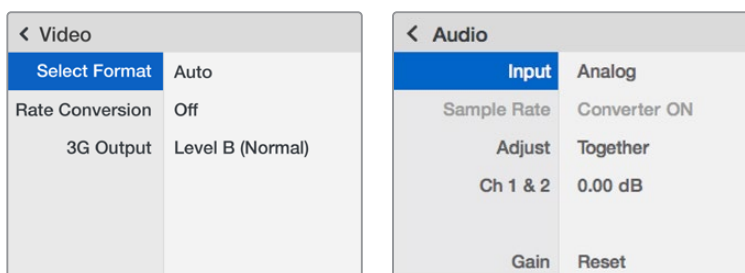 < Video
Select Format Auto
Rate Conversion Off
3G Output Level B (Normal)
< Audio
Input Analog
Sample Rate Converter ON
Adjust Together
Ch 1 & 2 0.00 dB
Gain Reset